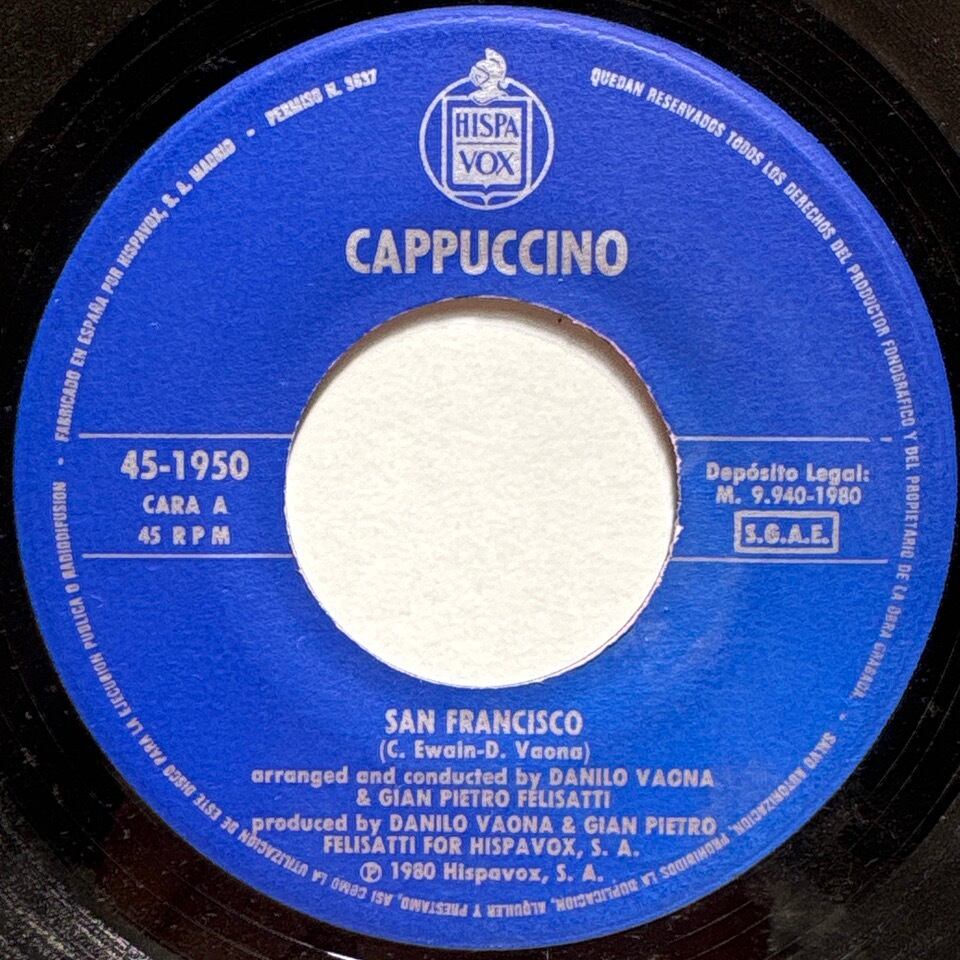 HISPA
VOX
CAPPUCCINO
45-1950
CARA A
45 RPM
Depósito Legal:
M. 9.940-1980
S.G.A.E.
SAN FRANCISCO
(C. Ewain-D. Vaona)
arranged and conducted by DANILO VAONA
& GIAN PIETRO FELISATTI
produced by DANILO VAONA & GIAN PIETRO
FELISATTI FOR HISPAVOX, S. A.
℗ 1980 Hispavox, S. A.
FABRICADO EN ESPAÑA POR HISPAVOX, S. A. MADRID • PERMISO N. 3637
QUEDAN RESERVADOS TODOS LOS DERECHOS DEL PRODUCTOR FONOGRAFICO Y DEL PROPIETARIO DE LA OBRA GRABADA. SALVO AUTORIZACION, PROHIBIDOS LA DUPLICACION, ALQUILER Y PRESTAMO, ASI COMO LA UTILIZACION DE ESTE DISCO PARA LA EJECUCION PUBLICA O RADIODIFUSION •